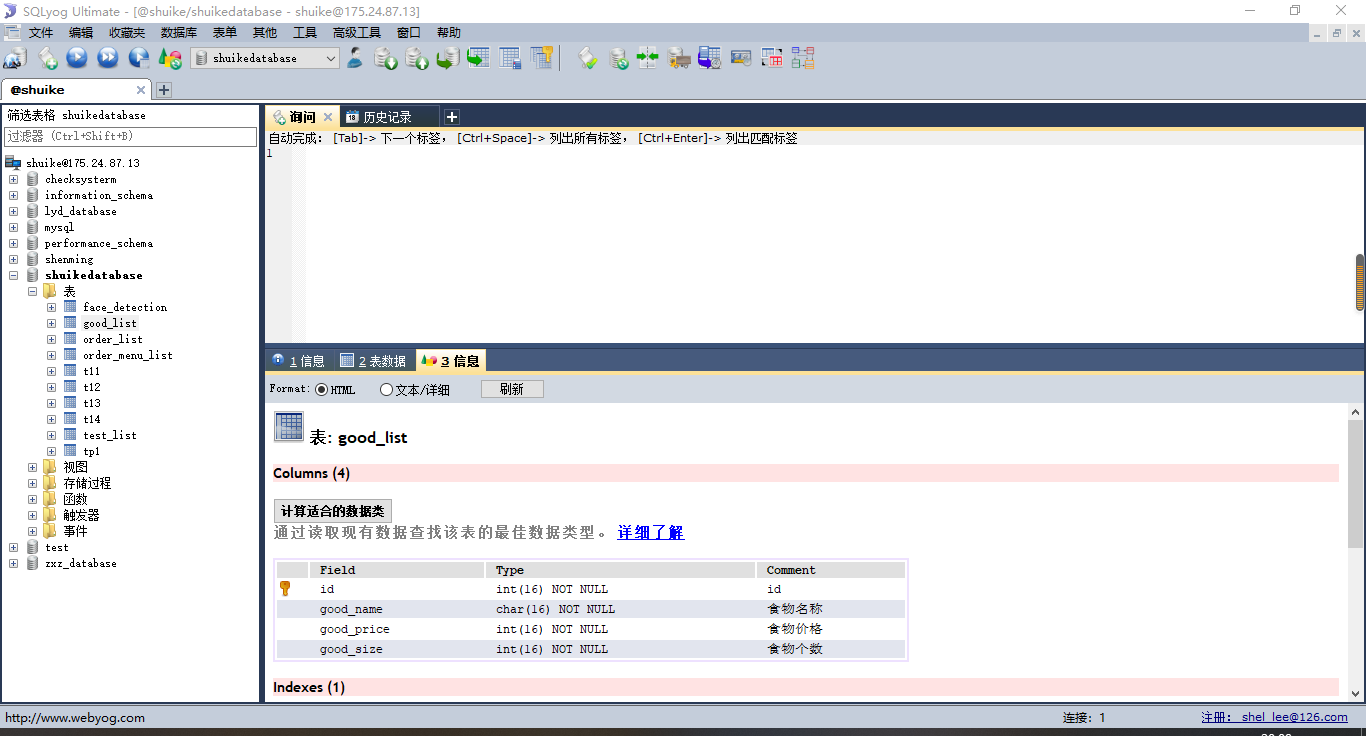 SQLyog Ultimate - [@shuike/shuikedatabase - shuike@175.24.87.13]
文件 编辑 收藏夹 数据库 表单 其他 工具 高级工具 窗口 帮助
shuikedatabase
@shuike
筛选表格 shuikedatabase
过滤器 (Ctrl+Shift+B)
shuike@175.24.87.13
checksysterm
information_schema
lyd_database
mysql
performance_schema
shenming
shuikedatabase
表
face_detection
good_list
order_list
order_menu_list
t11
t12
t13
t14
test_list
tp1
视图
存储过程
函数
触发器
事件
test
zxz_database
询问 历史记录
自动完成： [Tab]-> 下一个标签， [Ctrl+Space]-> 列出所有标签， [Ctrl+Enter]-> 列出匹配标签
1
1 信息 2 表数据 3 信息
Format: HTML 文本/详细 刷新
表: good_list
Columns (4)
计算适合的数据类
通过读取现有数据查找该表的最佳数据类型。 详细了解
Field Type Comment
id int(16) NOT NULL id
good_name char(16) NOT NULL 食物名称
good_price int(16) NOT NULL 食物价格
good_size int(16) NOT NULL 食物个数
Indexes (1)
http://www.webyog.com 连接: 1 注册: shel_lee@126.com